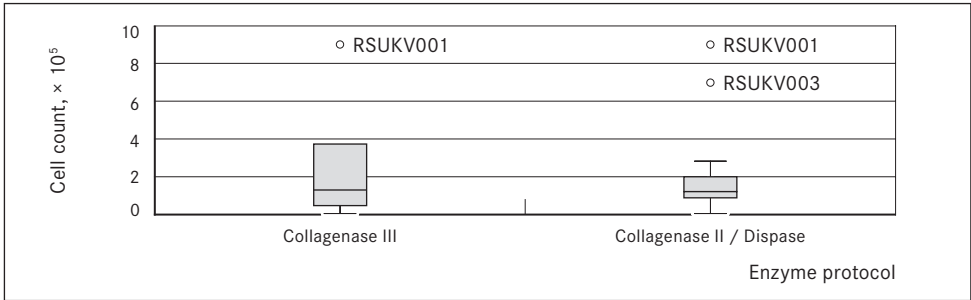 Cell count, × 10⁵
10
8
6
4
2
0
RSUKV001
RSUKV001
RSUKV003
Collagenase III
Collagenase II / Dispase
Enzyme protocol